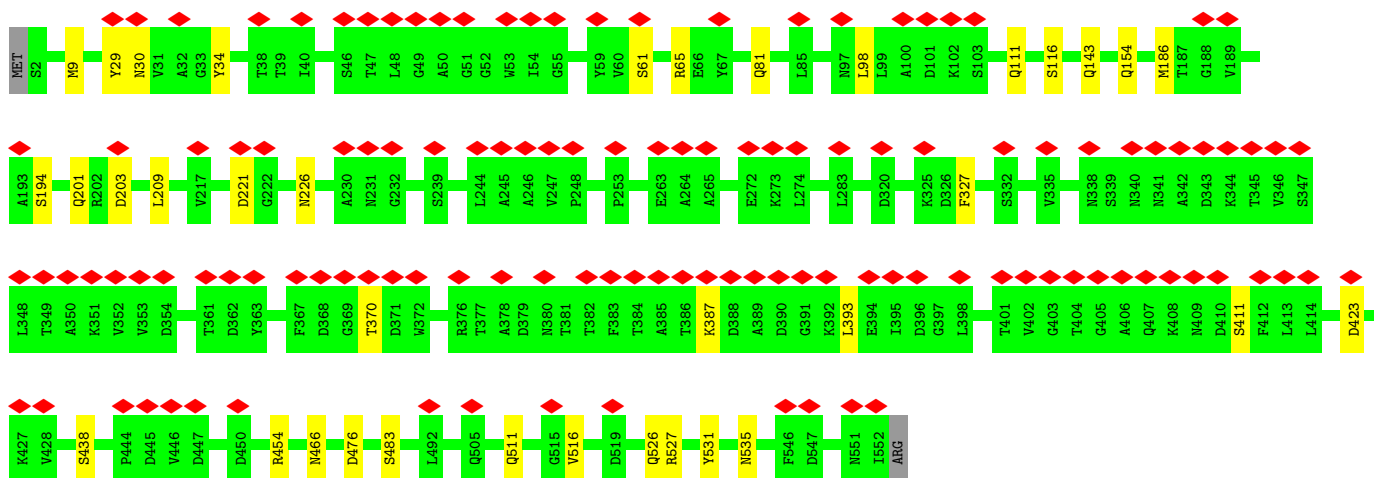 MET S2 M9 Y29 N30 V31 A32 G33 Y34 T38 T39 I40 S46 T47 L48 G49 A50 G51 G52 W53 I54 G55 Y59 V60 S61 R65 E66 Y67 Q81 L85 N97 L98 L99 A100 D101 K102 S103 Q111 S116 Q143 Q154 M186 T187 G188 V189
A193 S194 Q201 R202 D203 L209 V217 D221 G222 N226 A230 N231 G232 S239 L244 A245 A246 V247 P248 P253 E263 A264 A265 E272 K273 L274 L283 D320 K325 D326 F327 S332 V335 N338 S339 N340 N341 A342 D343 K344 T345 V346 S347
L348 T349 A350 K351 V352 V353 D354 T361 D362 Y363 F367 D368 G369 T370 D371 W372 R376 T377 A378 D379 N380 T381 T382 F383 T384 A385 T386 K387 D388 A389 D390 G391 K392 L393 E394 I395 D396 G397 L398 T401 V402 G403 T404 G405 A406 Q407 K408 N409 D410 S411 F412 L413 L414 D423
K427 V428 S438 P444 D445 V446 D447 D450 R454 N466 D476 S483 L492 Q505 Q511 G515 V516 D519 Q526 R527 Y531 N535 F546 D547 N551 I552 ARG